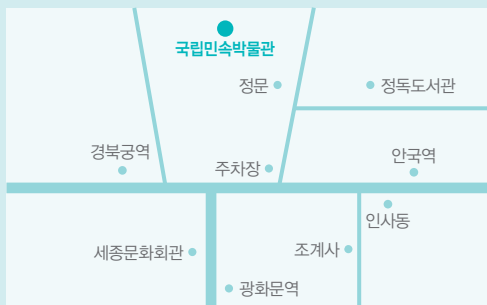 국립민속박물관
정문
정독도서관
경복궁역
주차장
안국역
인사동
세종문화회관
조계사
광화문역